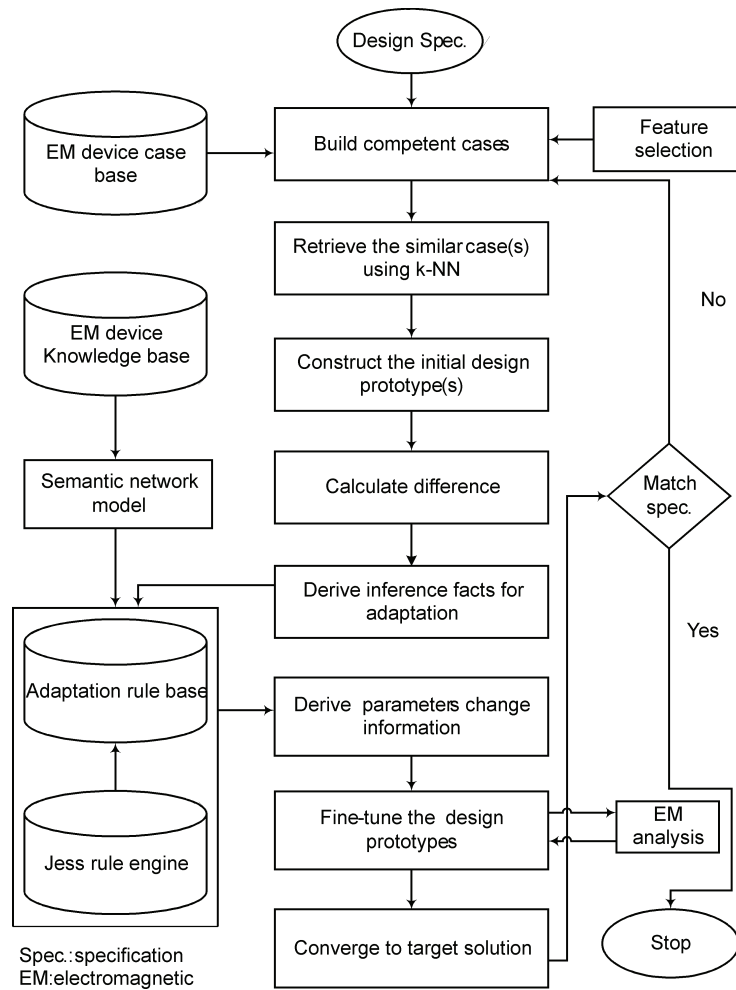 Design Spec.
EM device case
base
Build competent cases
Feature
selection
Retrieve the similar case(s)
using k-NN
No
EM device
Knowledge base
Construct the initial design
prototype(s)
Semantic network
model
Calculate difference
Match
spec.
Derive inference facts for
adaptation
Yes
Adaptation rule base
Derive parameters change
information
Fine-tune the design
prototypes
EM
analysis
Jess rule engine
Converge to target solution
Stop
Spec.:specification
EM:electromagnetic